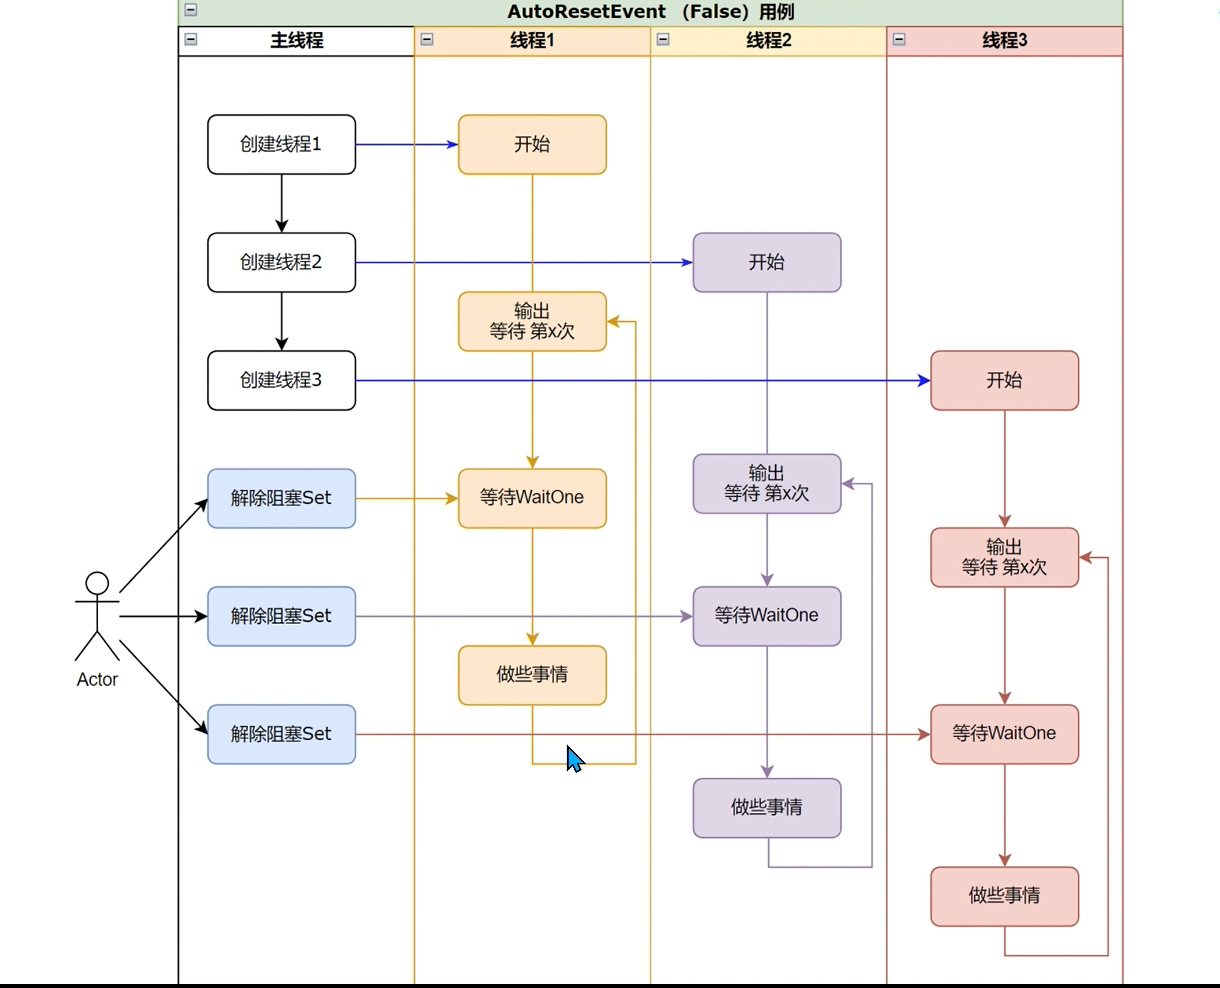 AutoResetEvent （False）用例
主线程
线程1
线程2
线程3
创建线程1
开始
创建线程2
开始
输出
等待 第x次
创建线程3
开始
解除阻塞Set
等待WaitOne
输出
等待 第x次
输出
等待 第x次
解除阻塞Set
等待WaitOne
Actor
做些事情
解除阻塞Set
等待WaitOne
做些事情
做些事情